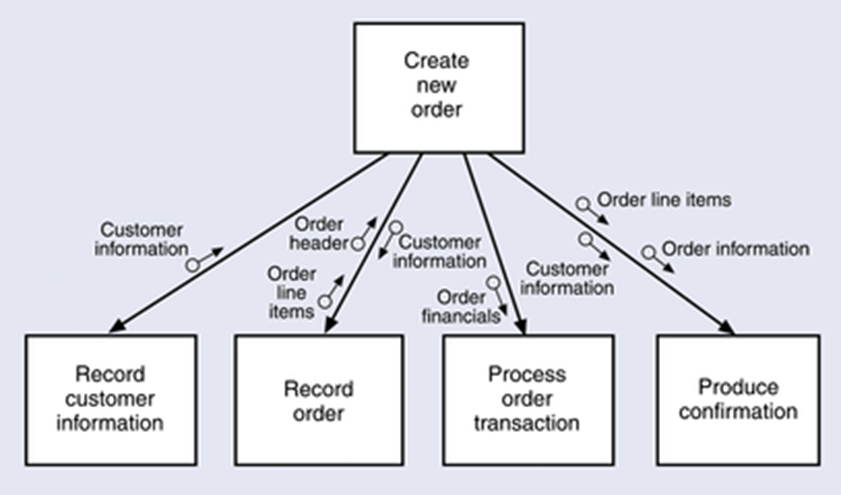 Create
new
order
Order line items
Customer
information
Order
header
Customer
information
Order information
Order
line
items
Customer
information
Order
financials
Record
customer
information
Record
order
Process
order
transaction
Produce
confirmation